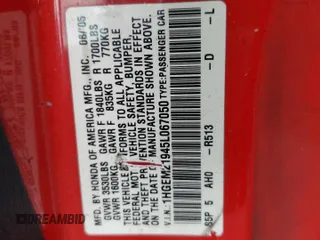 MFD. BY HONDA OF AMERICA MFG., INC. 06/05
GVWR 3530LBS GAWR F 1840LBS R 1700LBS
GVWR 1600KG GAWR F 835KG R 770KG
THIS VEHICLE CONFORMS TO ALL APPLICABLE
FEDERAL MOTOR VEHICLE SAFETY, BUMPER,
AND THEFT PREVENTION STANDARDS IN EFFECT
ON THE DATE OF MANUFACTURE SHOWN ABOVE.
V.I.N.: 1HGEM21945L067050 TYPE:PASSENGER CAR
S5P 5 AH0 -R513 -D -L